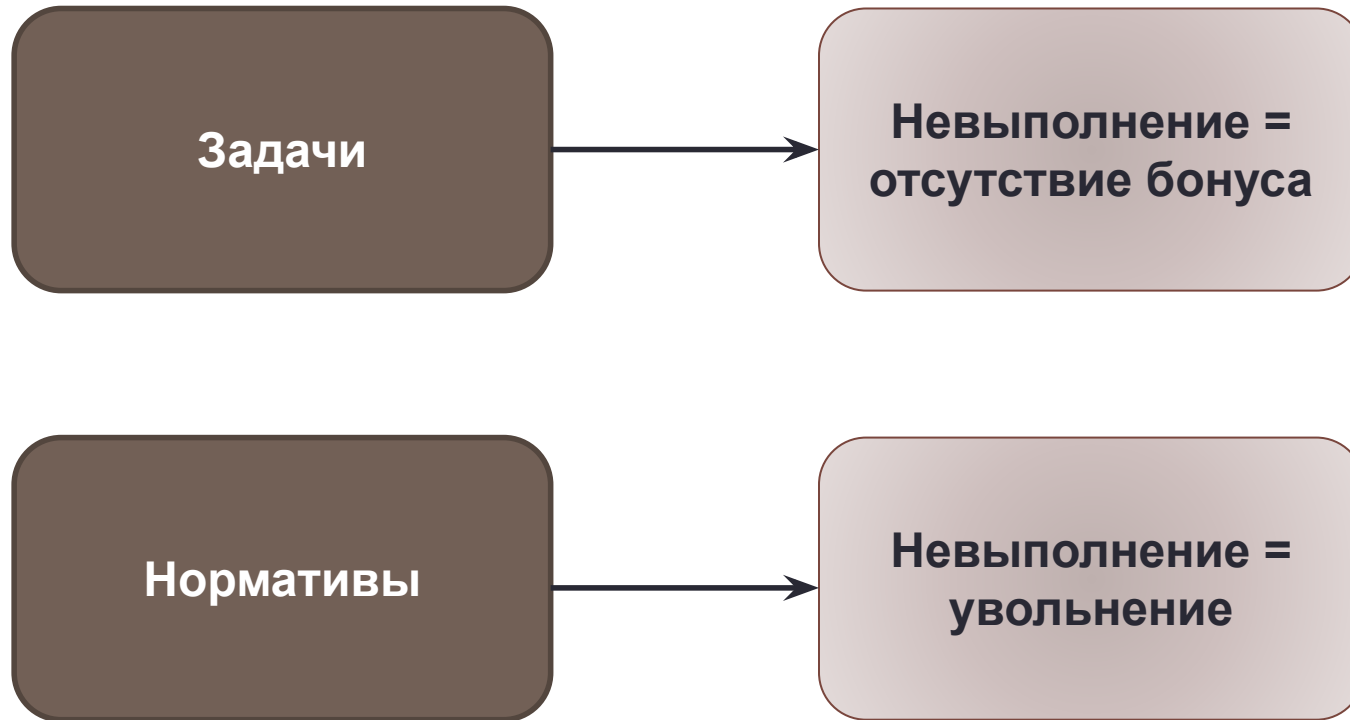 Задачи
Невыполнение =
отсутствие бонуса
Нормативы
Невыполнение =
увольнение